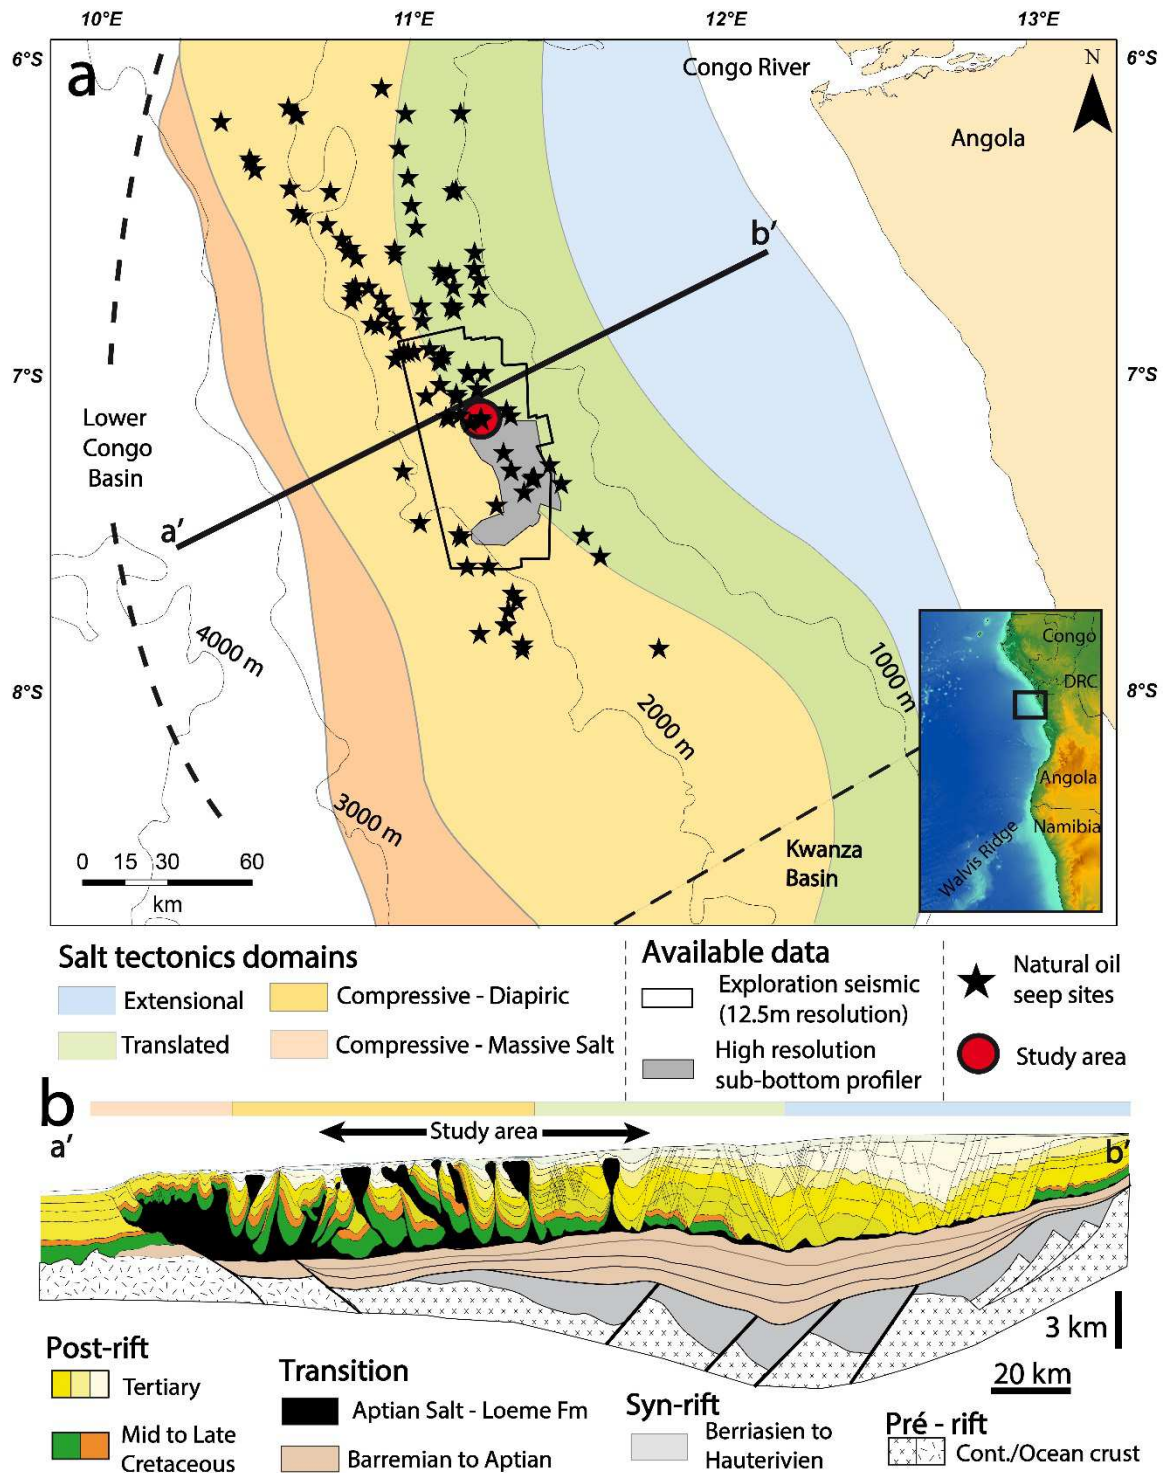 10°E 11°E 12°E 13°E
6°S 6°S
a
Congo River
N
Angola
b'
7°S 7°S
Lower
Congo
Basin
a'
4000 m
1000 m
8°S 8°S
2000 m
3000 m
Kwanza
Basin
0 15 30 60
km
Congo
DRC
Angola
Namibia
Walvis Ridge
Salt tectonics domains
Extensional
Compressive - Diapiric
Translated
Compressive - Massive Salt
Available data
Exploration seismic
(12.5m resolution)
High resolution
sub-bottom profiler
Natural oil
seep sites
Study area
b
a'
Study area
b'
3 km
20 km
Post-rift
Tertiary
Mid to Late
Cretaceous
Transition
Aptian Salt - Loeme Fm
Barremian to Aptian
Syn-rift
Berriasien to
Hauterivien
Pré - rift
Cont./Ocean crust